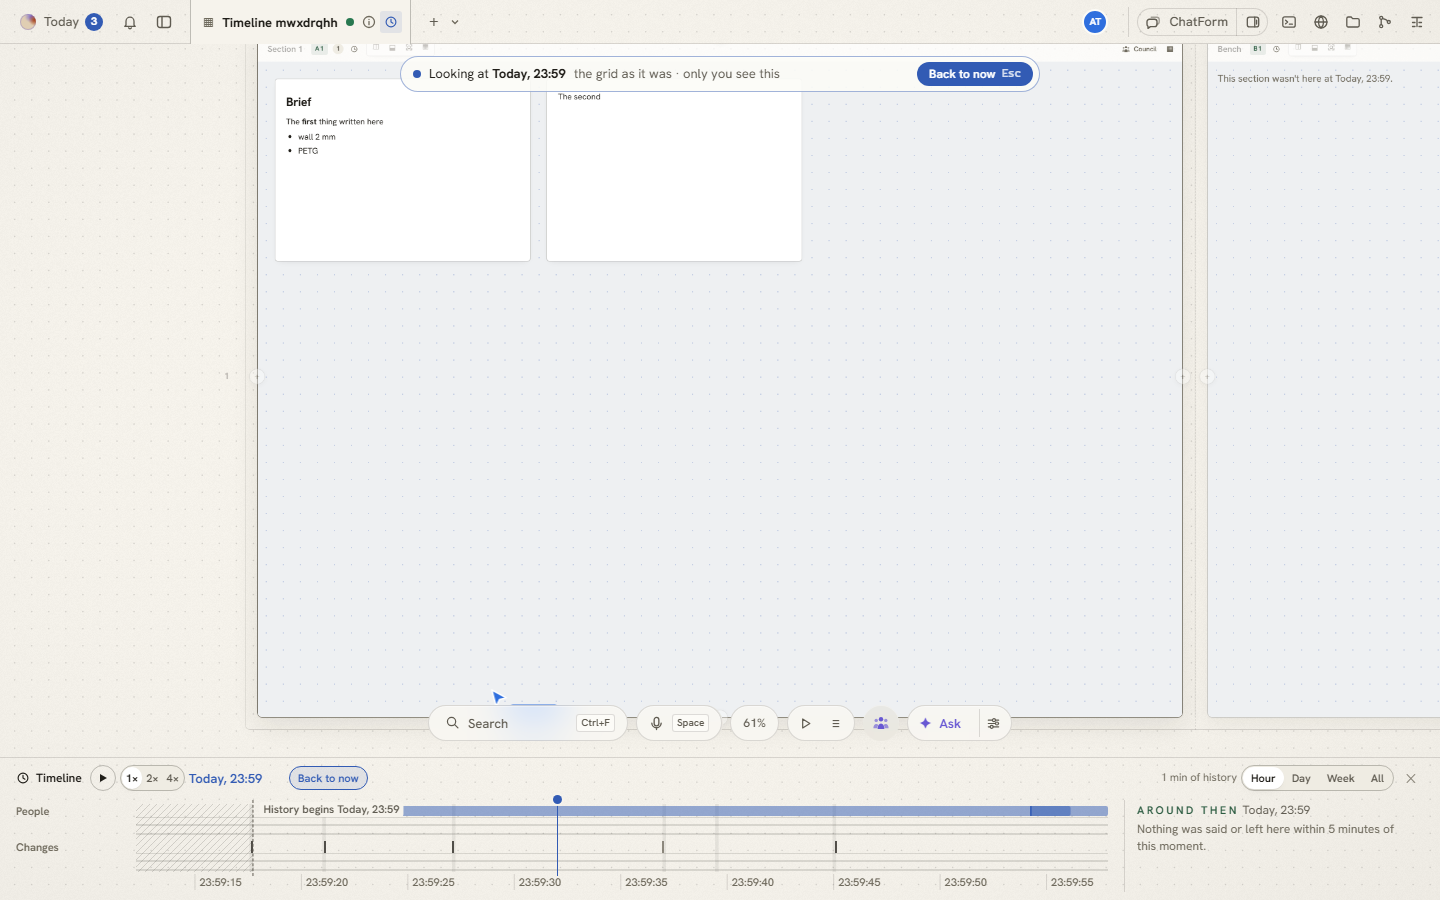 Today 3
Timeline mwxdrqhh
AT
ChatForm
Section 1 A1 1
Council
Bench B1
Looking at Today, 23:59 the grid as it was · only you see this
Back to now Esc
This section wasn't here at Today, 23:59.
Brief
The first thing written here
• wall 2 mm
• PETG
The second
1
Search Ctrl+F
Space
61%
Ask
Timeline
1× 2× 4×
Today, 23:59
Back to now
1 min of history
Hour Day Week All
People
History begins Today, 23:59
Changes
23:59:15 23:59:20 23:59:25 23:59:30 23:59:35 23:59:40 23:59:45 23:59:50 23:59:55
AROUND THEN Today, 23:59
Nothing was said or left here within 5 minutes of
this moment.